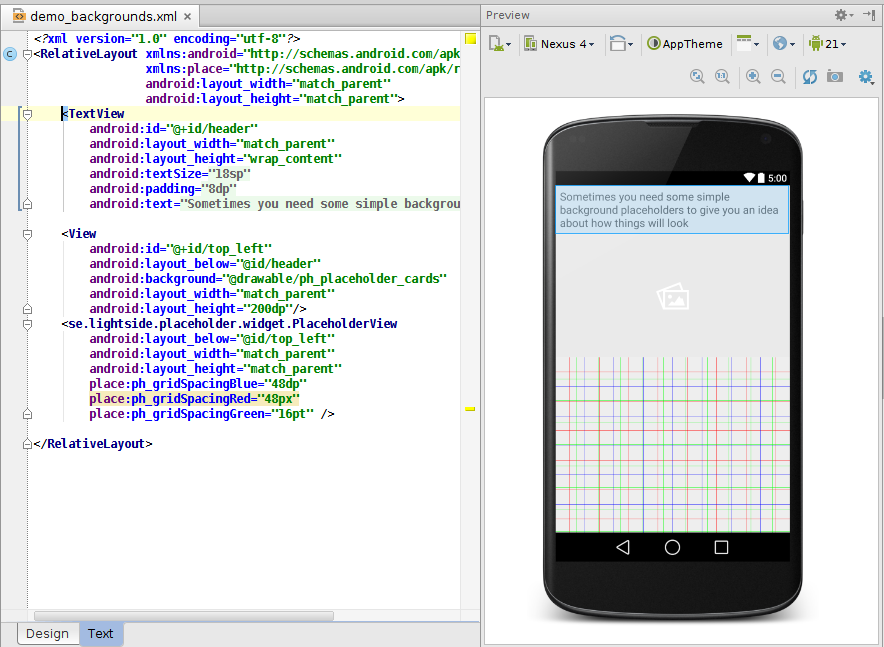 demo_backgrounds.xml
<?xml version="1.0" encoding="utf-8"?>
<RelativeLayout xmlns:android="http://schemas.android.com/apk
xmlns:place="http://schemas.android.com/apk/r
android:layout_width="match_parent"
android:layout_height="match_parent">
<TextView
android:id="@+id/header"
android:layout_width="match_parent"
android:layout_height="wrap_content"
android:textSize="18sp"
android:padding="8dp"
android:text="Sometimes you need some simple backgrou
<View
android:id="@+id/top_left"
android:layout_below="@id/header"
android:background="@drawable/ph_placeholder_cards"
android:layout_width="match_parent"
android:layout_height="200dp"/>
<se.lightside.placeholder.widget.PlaceholderView
android:layout_below="@id/top_left"
android:layout_width="match_parent"
android:layout_height="match_parent"
place:ph_gridSpacingBlue="48dp"
place:ph_gridSpacingRed="48px"
place:ph_gridSpacingGreen="16pt" />
</RelativeLayout>
Design Text
Preview
Nexus 4 AppTheme 21
5:00
Sometimes you need some simple
background placeholders to give you an idea
about how things will look